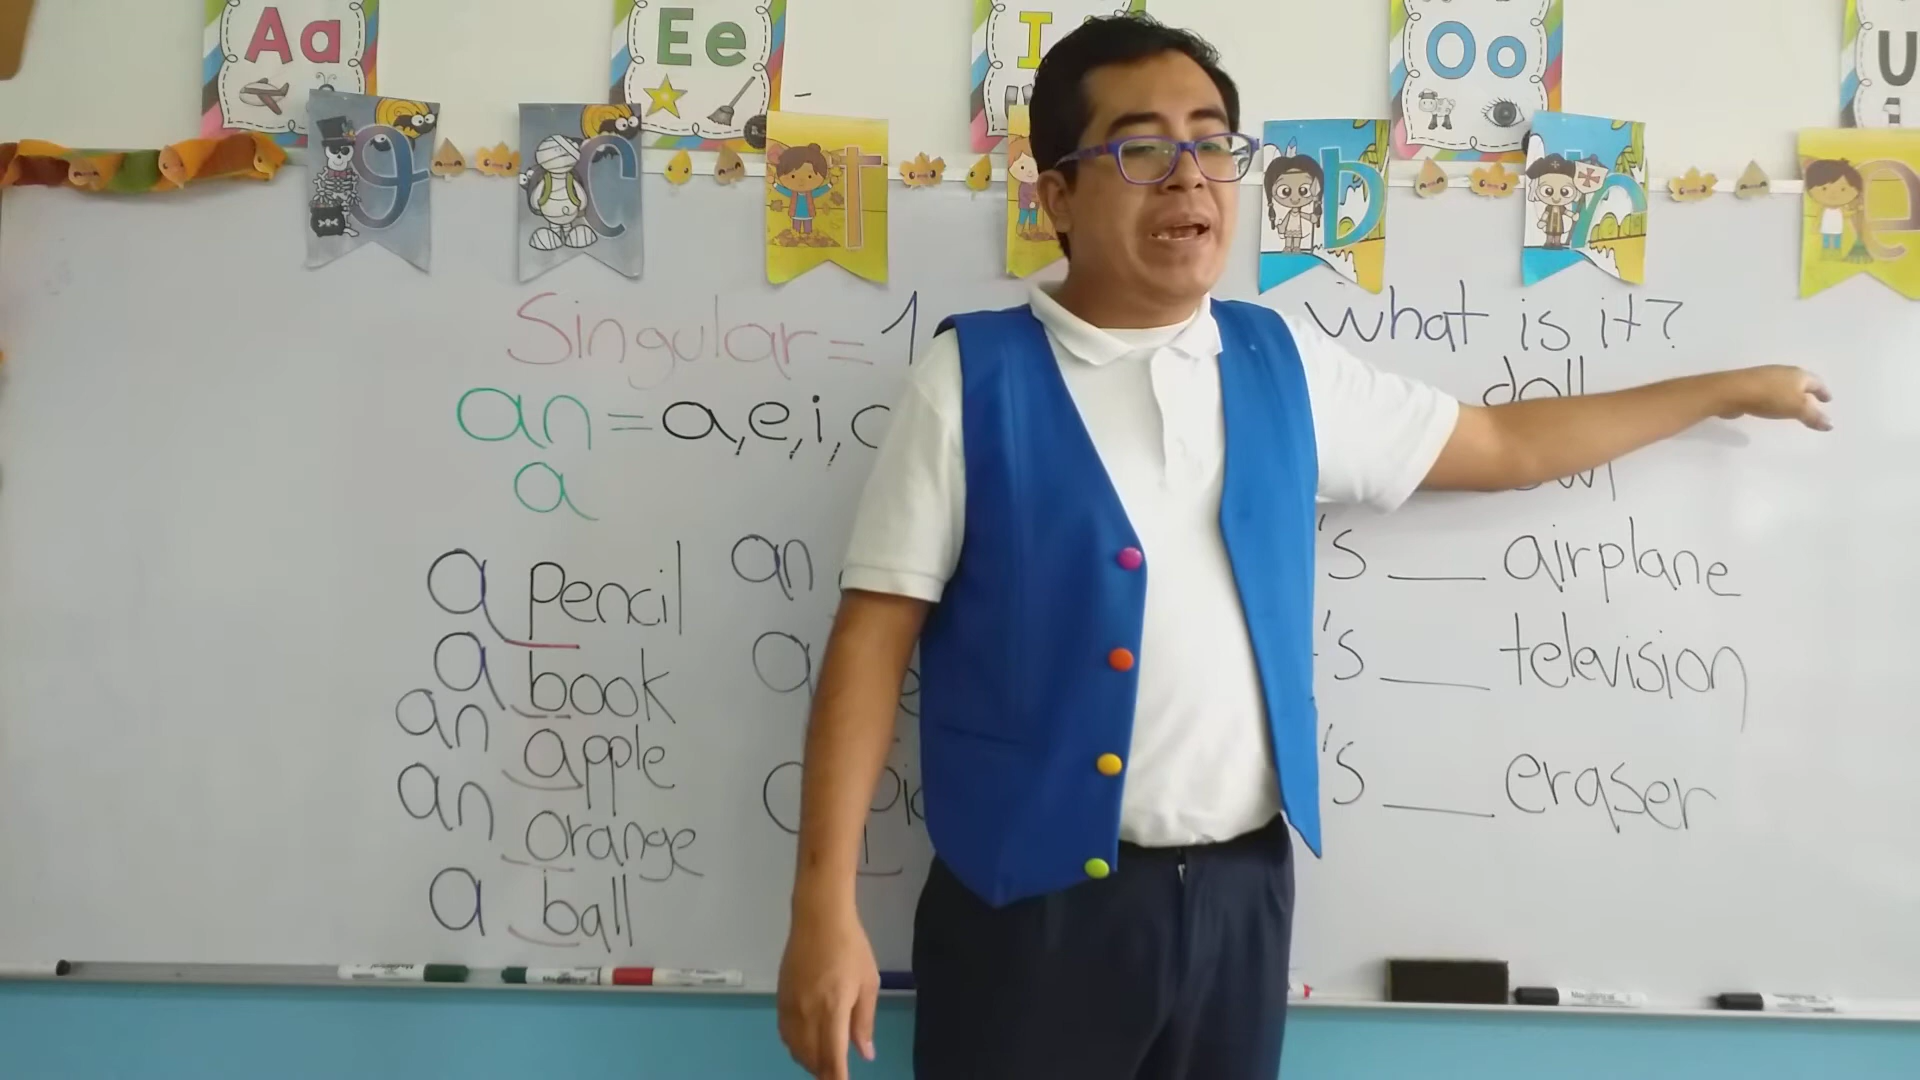 Aa
Ee
I
Oo
U
g
c
t
b
r
e
Singular = 1
What is it?
an = a, e, i,
doll
a
a pencil
an
's ___ airplane
a book
a
's ___ television
an apple
an orange
's ___ eraser
a ball